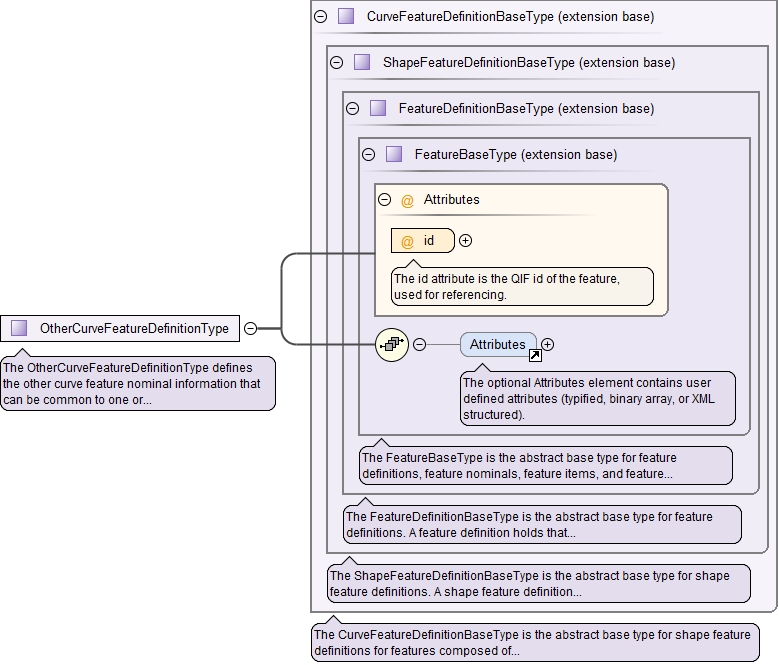 CurveFeatureDefinitionBaseType (extension base)
ShapeFeatureDefinitionBaseType (extension base)
FeatureDefinitionBaseType (extension base)
FeatureBaseType (extension base)
@ Attributes
@ id
The id attribute is the QIF id of the feature,
used for referencing.
OtherCurveFeatureDefinitionType
The OtherCurveFeatureDefinitionType defines
the other curve feature nominal information that
can be common to one or...
Attributes
The optional Attributes element contains user
defined attributes (typified, binary array, or XML
structured).
The FeatureBaseType is the abstract base type for feature
definitions, feature nominals, feature items, and feature...
The FeatureDefinitionBaseType is the abstract base type for feature
definitions. A feature definition holds that...
The ShapeFeatureDefinitionBaseType is the abstract base type for shape
feature definitions. A shape feature definition...
The CurveFeatureDefinitionBaseType is the abstract base type for shape feature
definitions for features composed of...